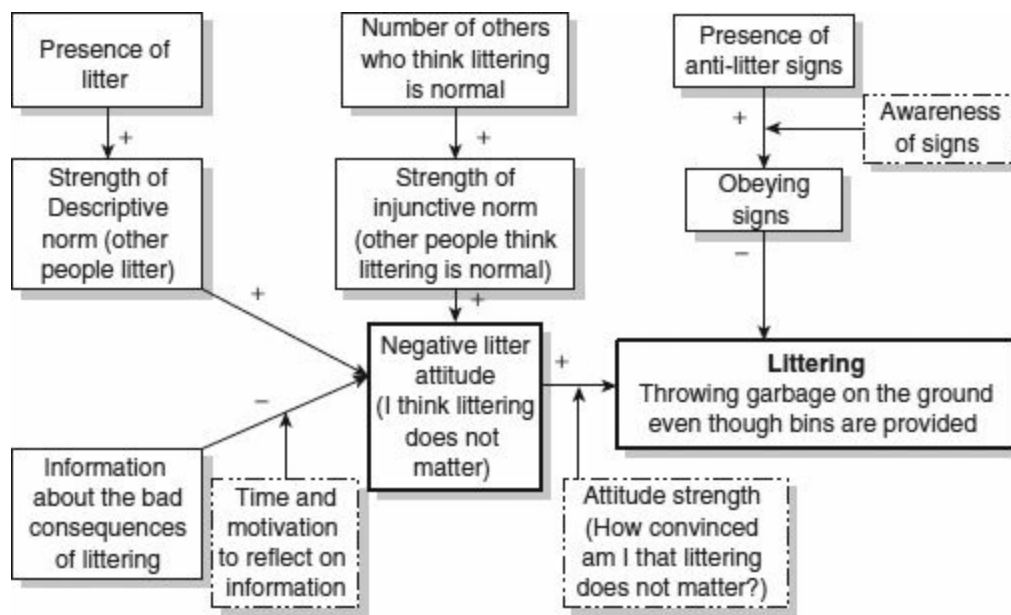 Presence of
litter
Number of others
who think littering
is normal
Presence of
anti-litter signs
+
+
+
Awareness
of signs
Strength of
Descriptive
norm (other
people litter)
Strength of
injunctive norm
(other people think
littering is normal)
Obeying
signs
–
+
+
Negative litter
attitude
(I think littering
does not
matter)
+
Littering
Throwing garbage on the ground
even though bins are provided
–
Information
about the bad
consequences
of littering
Time and
motivation
to reflect on
information
Attitude strength
(How convinced
am I that littering
does not matter?)